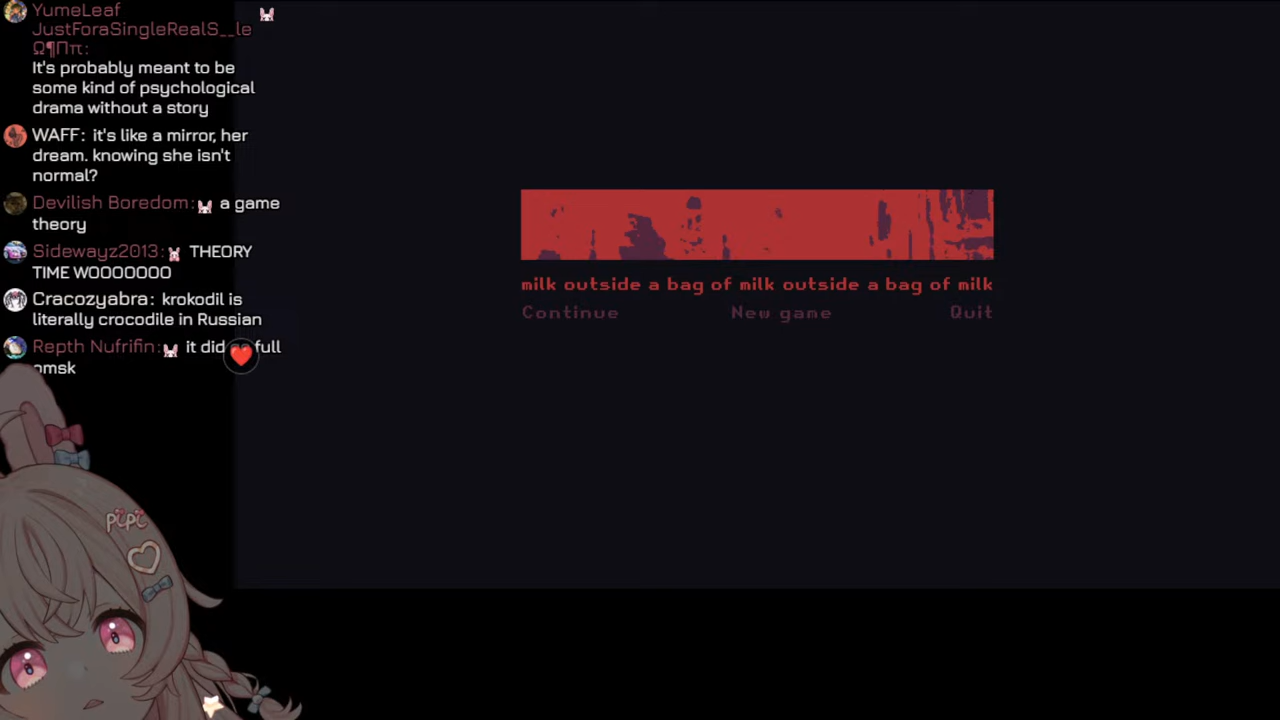 YumeLeaf
JustForaSingleRealS__le
Ω¶Ππ:
It's probably meant to be
some kind of psychological
drama without a story
WAFF: it's like a mirror, her
dream. knowing she isn't
normal?
Devilish Boredom: a game
theory
Sidewayz2013: THEORY
TIME WOOOOOOO
Cracozyabra: krokodil is
literally crocodile in Russian
Repth Nufrifin: it did full
omsk
milk outside a bag of milk outside a bag of milk
Continue New game Quit
pipi